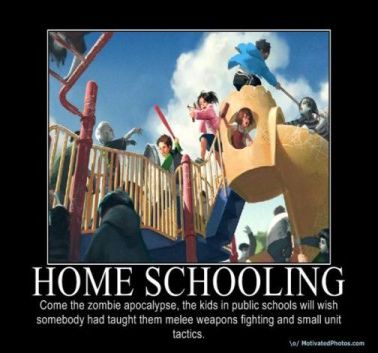 HOME SCHOOLING
Come the zombie apocalypse, the kids in public schools will wish
somebody had taught them melee weapons fighting and small unit
tactics.
\o/ MotivatedPhotos.com